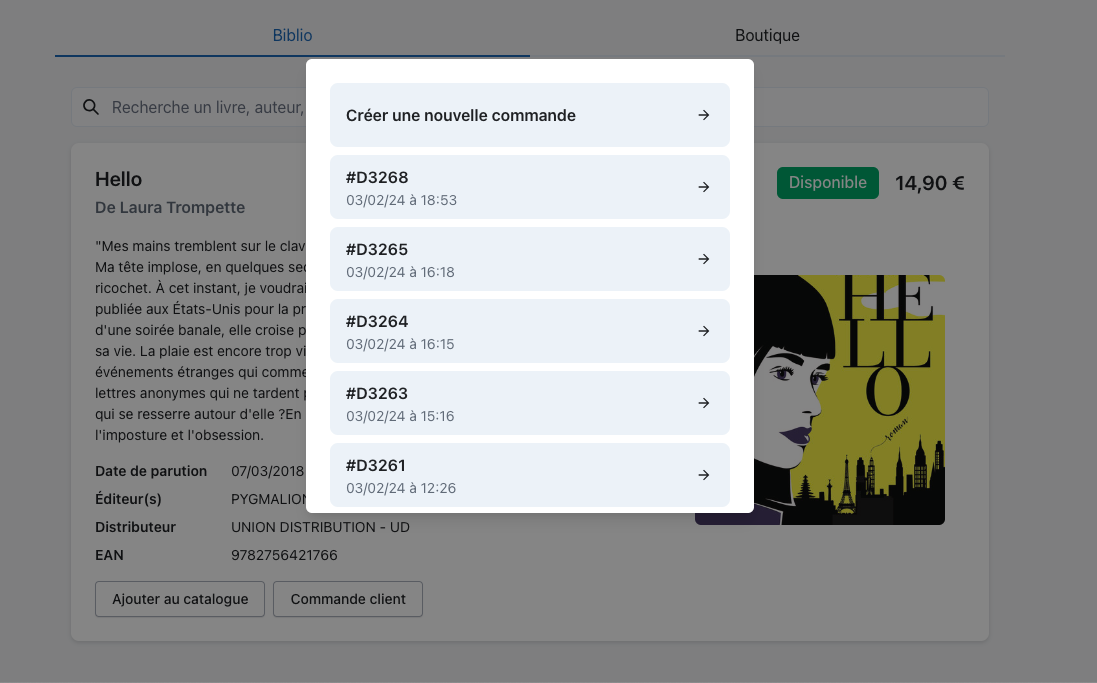 Biblio
Boutique
Recherche un livre, auteur,
Créer une nouvelle commande
#D3268
03/02/24 à 18:53
#D3265
03/02/24 à 16:18
#D3264
03/02/24 à 16:15
#D3263
03/02/24 à 15:16
#D3261
03/02/24 à 12:26
Hello
De Laura Trompette
Disponible
14,90 €
"Mes mains tremblent sur le clav
Ma tête implose, en quelques sec
ricochet. À cet instant, je voudrai
publiée aux États-Unis pour la pr
d'une soirée banale, elle croise p
sa vie. La plaie est encore trop vi
événements étranges qui comme
lettres anonymes qui ne tardent p
qui se resserre autour d'elle ?En
l'imposture et l'obsession.
HE
LL
O
roman
Date de parution 07/03/2018
Éditeur(s) PYGMALION
Distributeur UNION DISTRIBUTION - UD
EAN 9782756421766
Ajouter au catalogue
Commande client